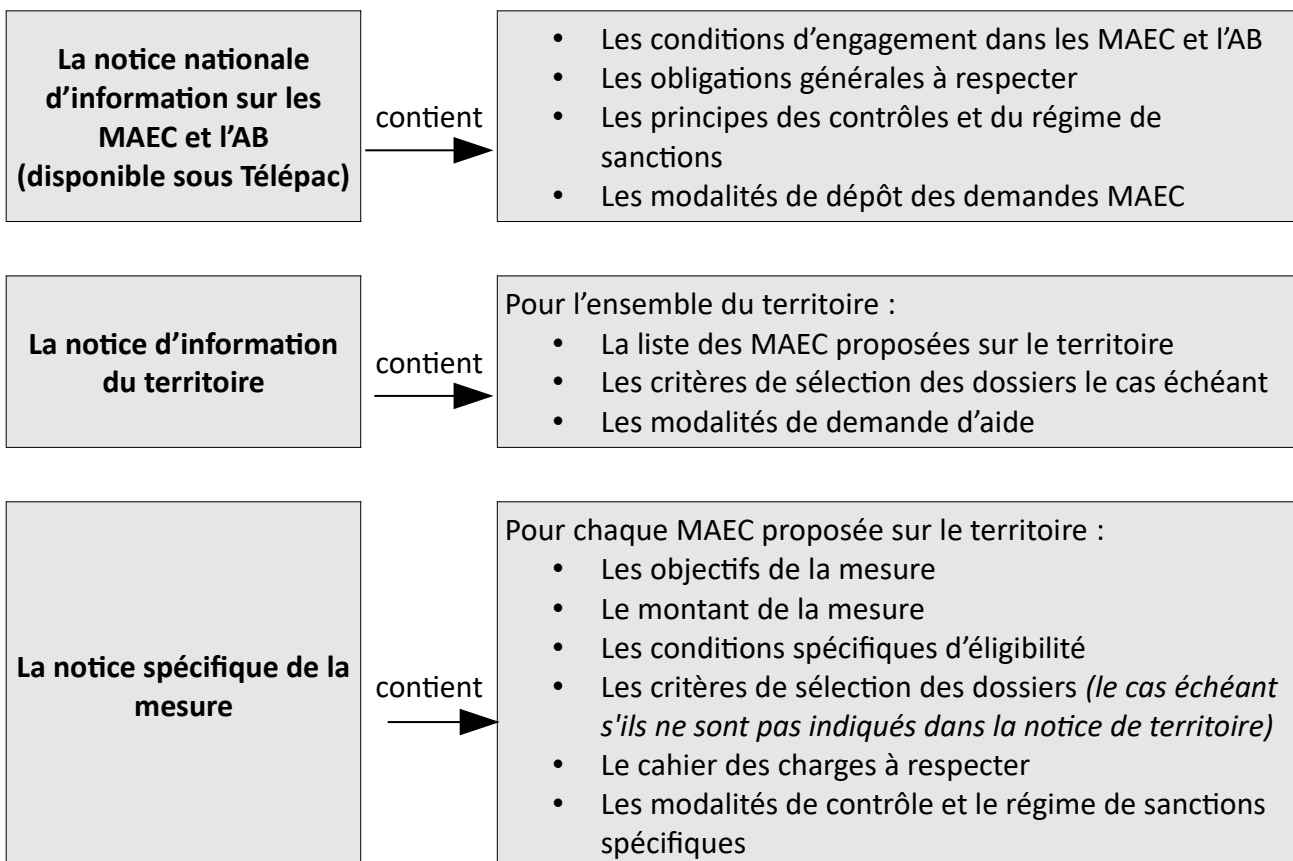 La notice nationale
d'information sur les
MAEC et l'AB
(disponible sous Télépac)
contient
• Les conditions d'engagement dans les MAEC et l'AB
• Les obligations générales à respecter
• Les principes des contrôles et du régime de
sanctions
• Les modalités de dépôt des demandes MAEC
La notice d'information
du territoire
contient
Pour l'ensemble du territoire :
• La liste des MAEC proposées sur le territoire
• Les critères de sélection des dossiers le cas échéant
• Les modalités de demande d'aide
La notice spécifique de la
mesure
contient
Pour chaque MAEC proposée sur le territoire :
• Les objectifs de la mesure
• Le montant de la mesure
• Les conditions spécifiques d'éligibilité
• Les critères de sélection des dossiers (le cas échéant
s'ils ne sont pas indiqués dans la notice de territoire)
• Le cahier des charges à respecter
• Les modalités de contrôle et le régime de sanctions
spécifiques